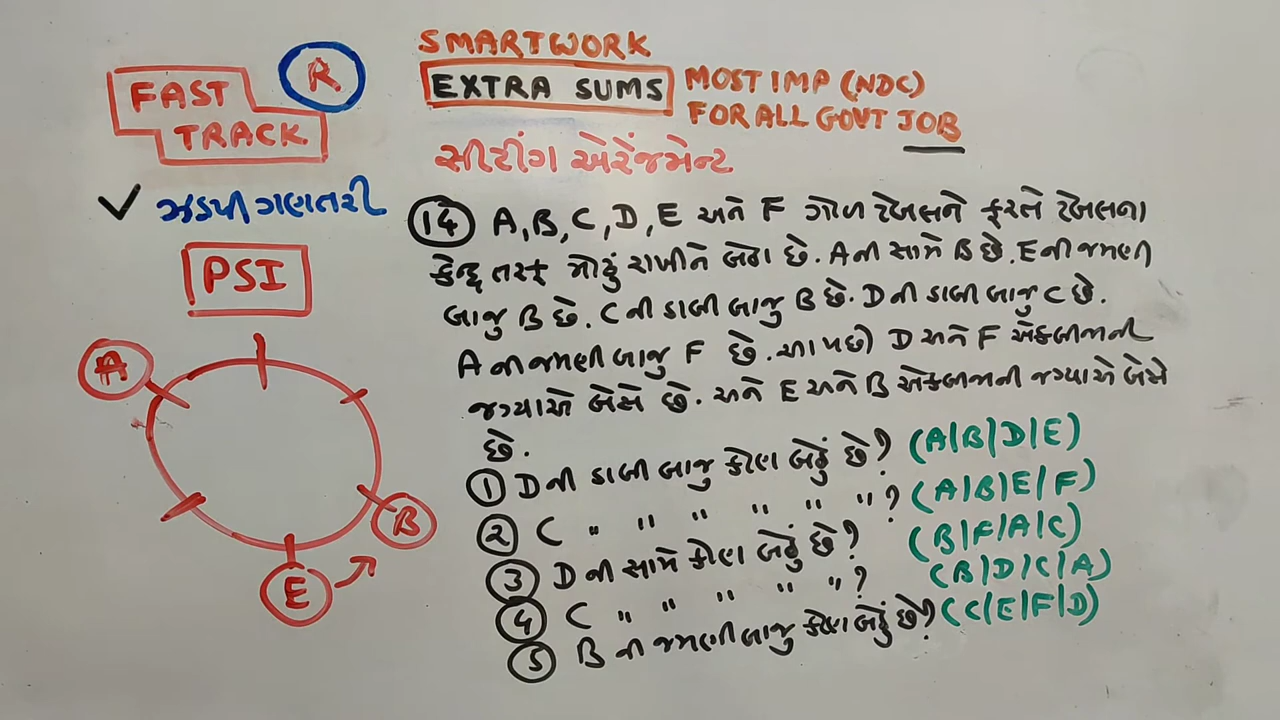 SMARTWORK
FAST
TRACK
R
EXTRA SUMS
MOST IMP (NDC)
FOR ALL GOVT JOB
સીટીંગ એરેંજમેન્ટ
✓ ઝડપી ગણતરી
PSI
(14) A, B, C, D, E અને F ગોળ ટેબલને ફરતે ટેબલના
કેન્દ્ર તરફ મોઢું રાખીને બેઠા છે. A ની સામે B છે. E ની જમણી
બાજુ B છે. C ની ડાબી બાજુ B છે. D ની ડાબી બાજુ C છે.
A ની જમણી બાજુ F છે. આ પછી D અને F એકબીજાની
જગ્યાએ બેસે છે. અને E અને B એકબીજાની જગ્યાએ બેસે
છે.
(1) D ની ડાબી બાજુ કોણ બેઠું છે? (A|B|D|E)
(2) C " " " " " ? (A|B|E|F)
(3) D ની સામે કોણ બેઠું છે? (B|F|A|C)
(4) C " " " " " ? (B|D|C|A)
(5) B ની જમણી બાજુ કોણ બેઠું છે? (C|E|F|D)
A
B
E